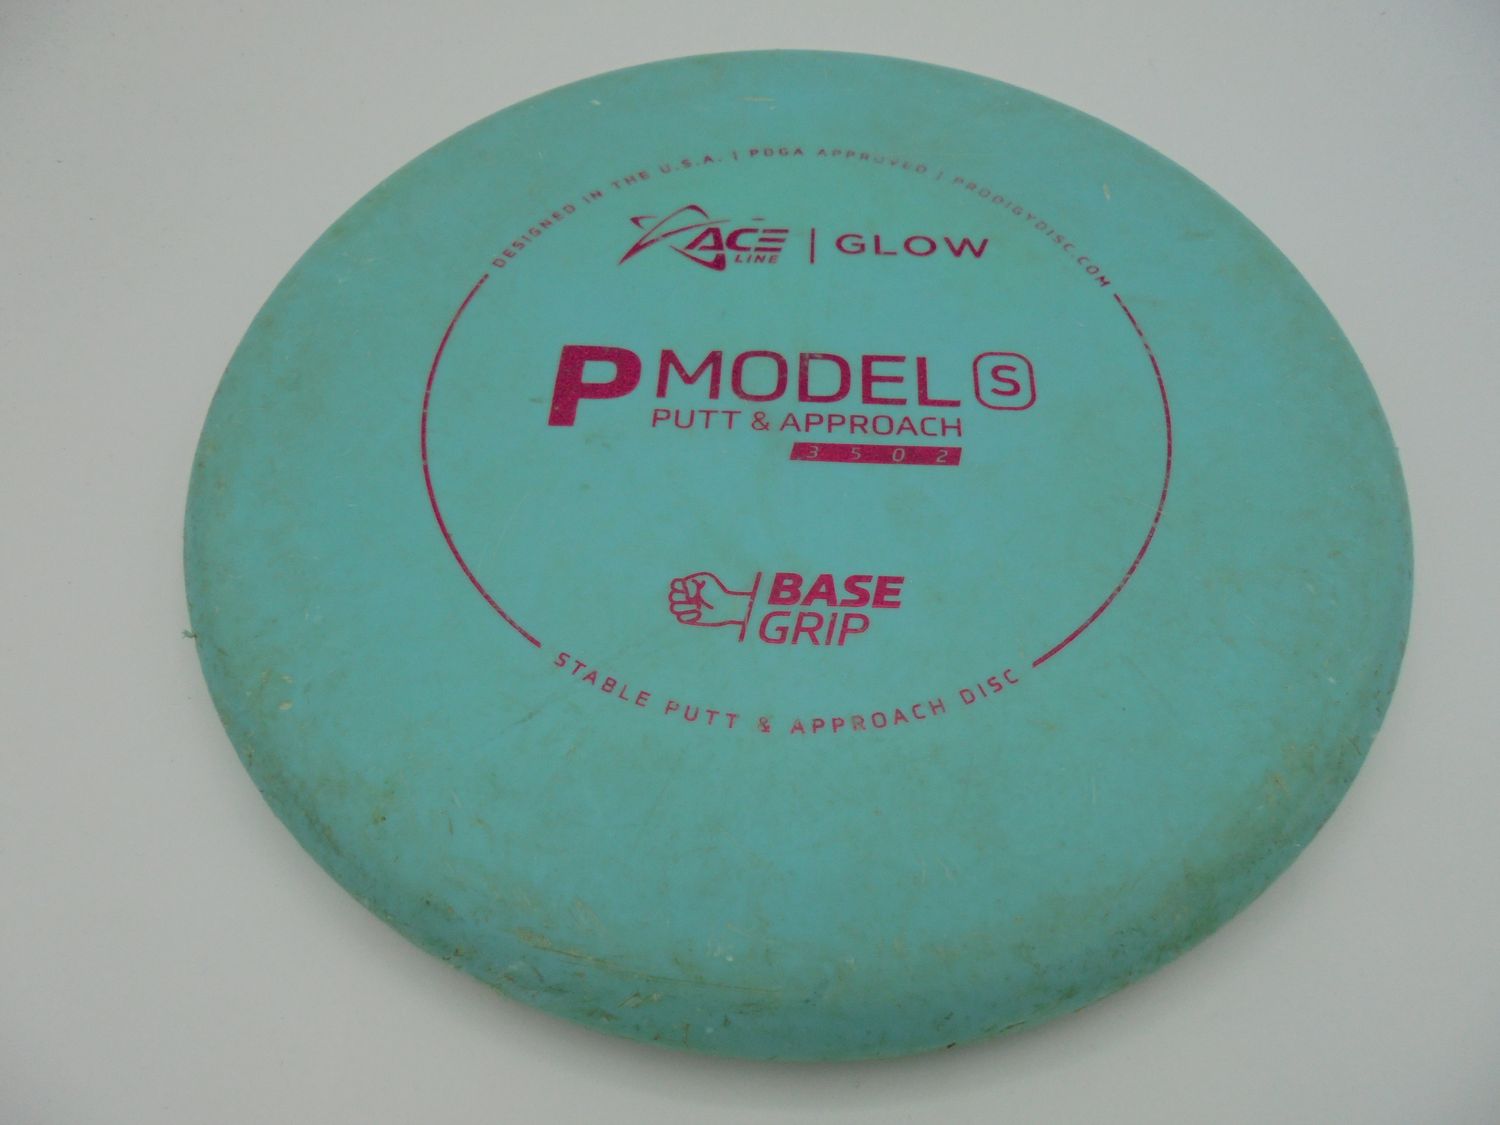 DESIGNED IN THE U.S.A. | PDGA APPROVED | PRODIGYDISC.COM
ACE LINE | GLOW
P MODEL S
PUTT & APPROACH
3 5 0 2
BASE
GRIP
STABLE PUTT & APPROACH DISC